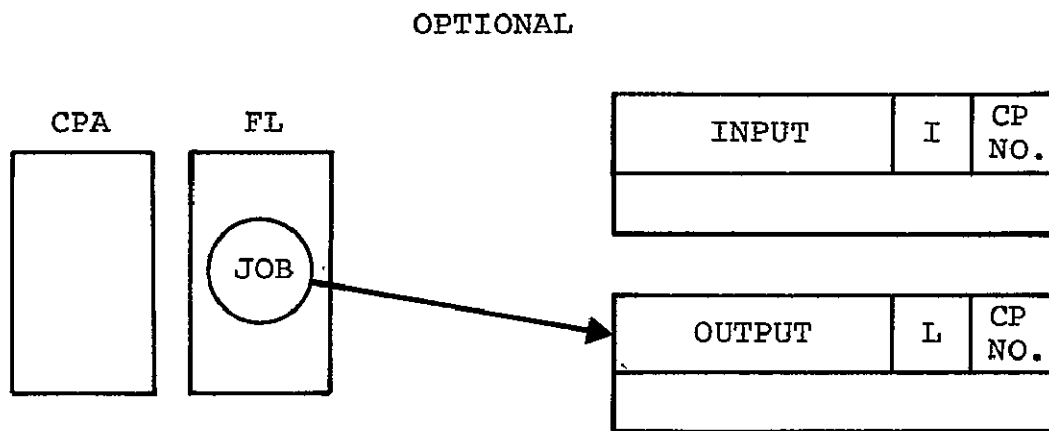 OPTIONAL
CPA FL
INPUT I CP NO.
JOB
OUTPUT L CP NO.